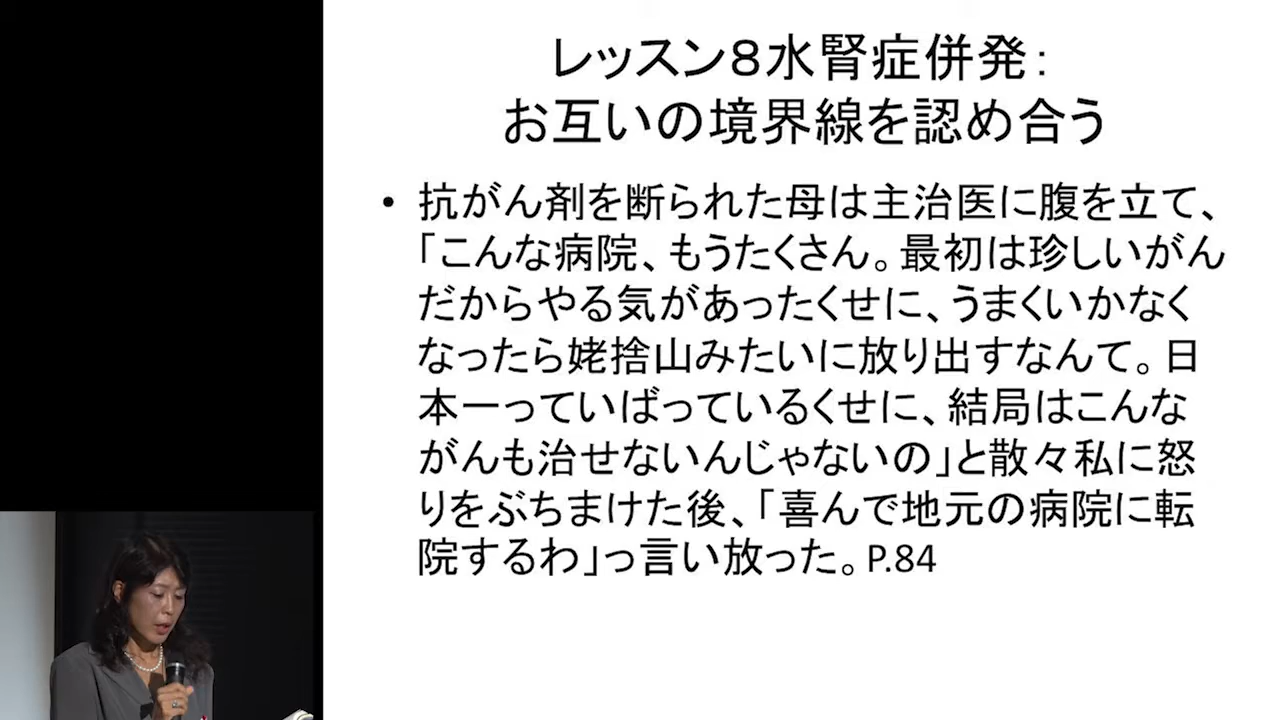 レッスン８水腎症併発：
お互いの境界線を認め合う
• 抗がん剤を断られた母は主治医に腹を立て、
「こんな病院、もうたくさん。最初は珍しいがん
だからやる気があったくせに、うまくいかなく
なったら姥捨山みたいに放り出すなんて。日
本一っていばっているくせに、結局はこんな
がんも治せないんじゃないの」と散々私に怒
りをぶちまけた後、「喜んで地元の病院に転
院するわ」っ言い放った。P.84